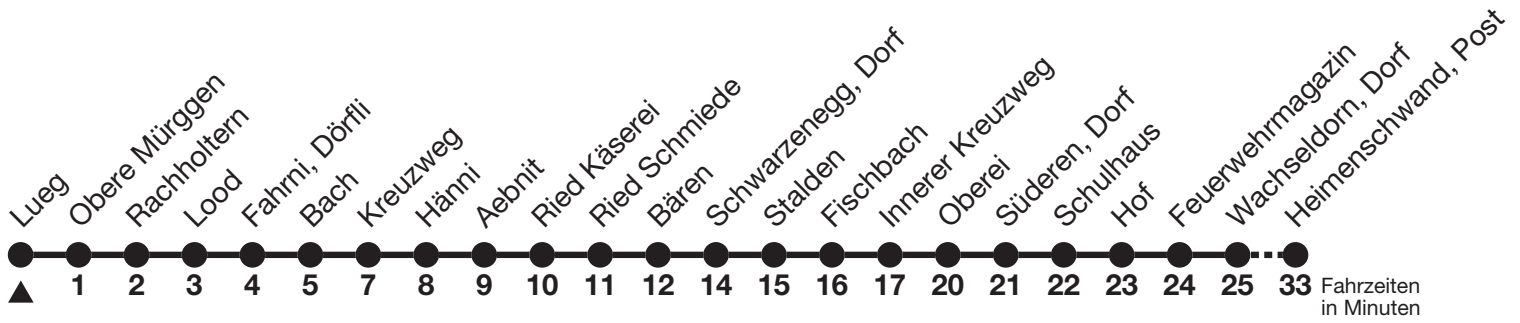 Lueg
Obere Mürggen
Rachholtern
Lood
Fahrni, Dörfli
Bach
Kreuzweg
Hänni
Aebnit
Ried Käserei
Ried Schmiede
Bären
Schwarzenegg, Dorf
Stalden
Fischbach
Innerer Kreuzweg
Oberei
Süderen, Dorf
Schulhaus
Hof
Feuerwehrmagazin
Wachseldorn, Dorf
Heimenschwand, Post
1 2 3 4 5 7 8 9 10 11 12 14 15 16 17 20 21 22 23 24 25 33 Fahrzeiten
in Minuten